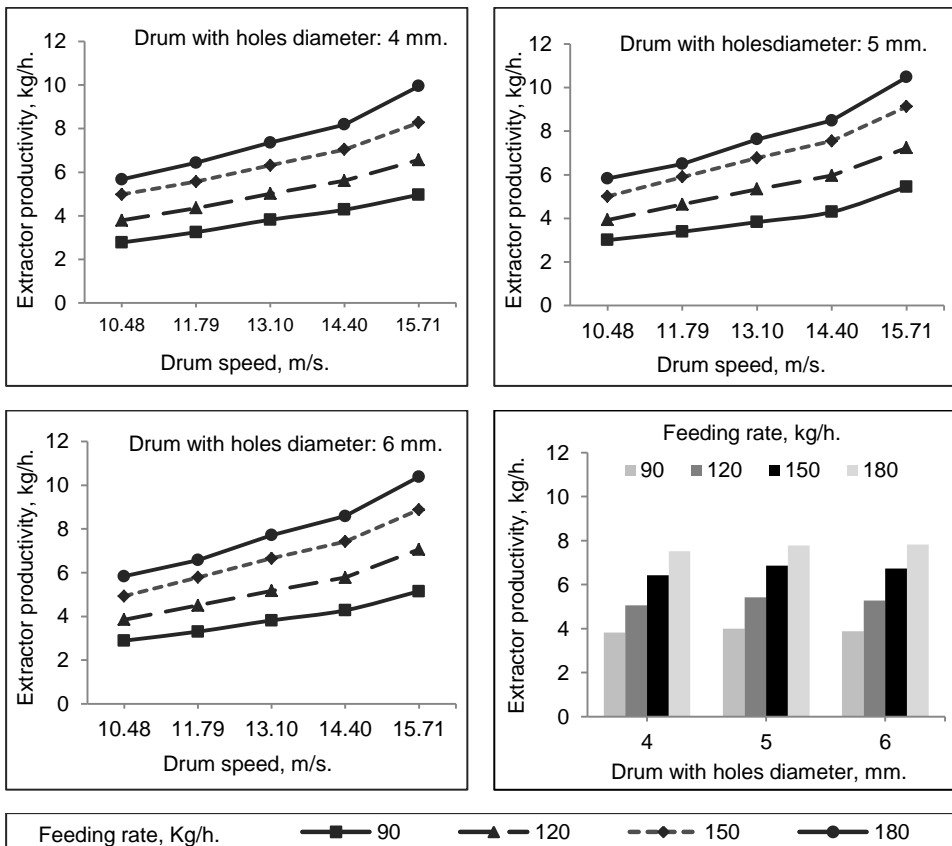 Drum with holes diameter: 4 mm.
Extractor productivity, kg/h.
12
10
8
6
4
2
0
10.48 11.79 13.10 14.40 15.71
Drum speed, m/s.
Drum with holesdiameter: 5 mm.
Extractor productivity, kg/h.
12
10
8
6
4
2
0
10.48 11.79 13.10 14.40 15.71
Drum speed, m/s.
Drum with holes diameter: 6 mm.
Extractor productivity, kg/h.
12
10
8
6
4
2
0
10.48 11.79 13.10 14.40 15.71
Drum speed, m/s.
Feeding rate, kg/h.
90 120 150 180
Extractor productivity, kg/h.
12
10
8
6
4
2
0
4 5 6
Drum with holes diameter, mm.
Feeding rate, Kg/h. 90 120 150 180